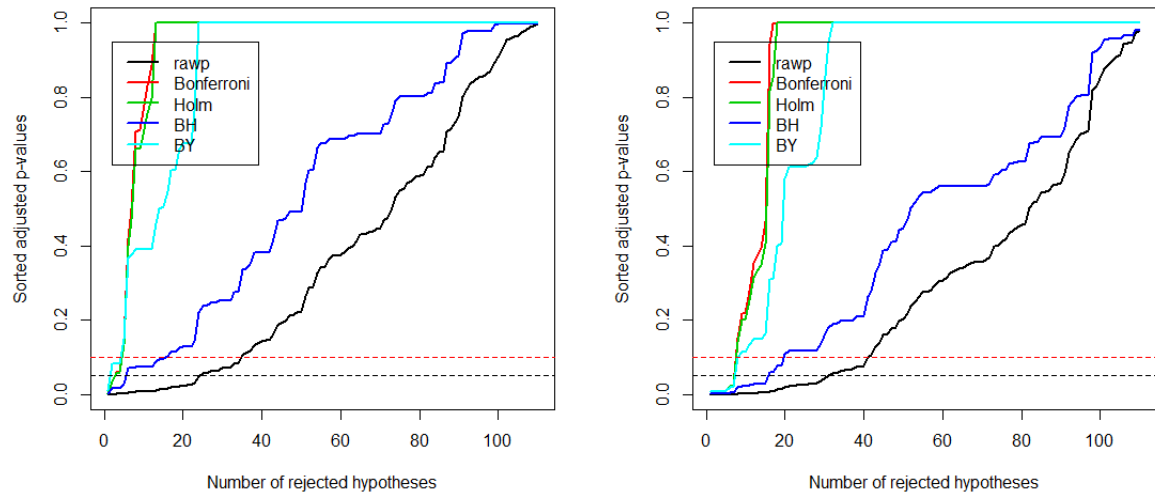 Sorted adjusted p-values
1.0
0.8
0.6
0.4
0.2
0.0
rawp
Bonferroni
Holm
BH
BY
0 20 40 60 80 100
Number of rejected hypotheses
Sorted adjusted p-values
1.0
0.8
0.6
0.4
0.2
0.0
rawp
Bonferroni
Holm
BH
BY
0 20 40 60 80 100
Number of rejected hypotheses